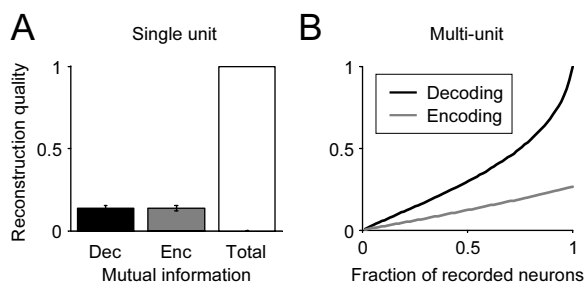 A
Single unit
Reconstruction quality
1
0.5
0
Dec
Enc
Total
Mutual information
B
Multi-unit
1
0.5
0
Decoding
Encoding
0
0.5
1
Fraction of recorded neurons